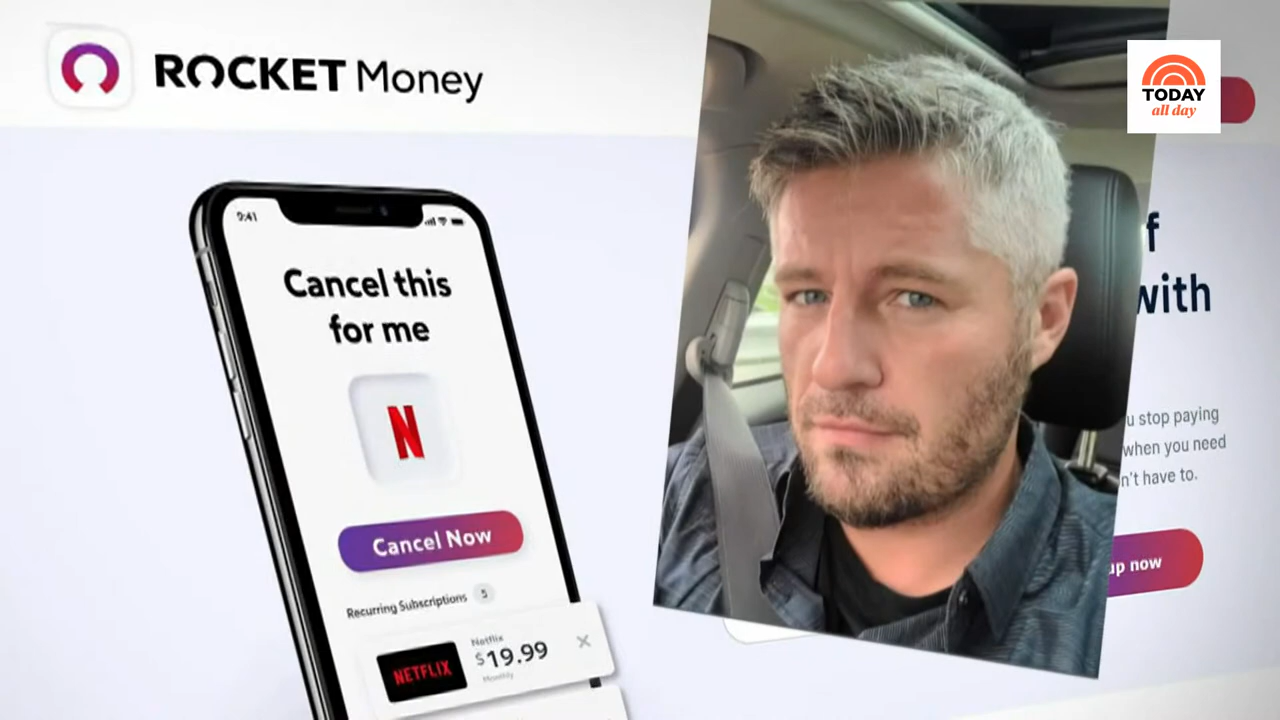 ROCKET Money
TODAY
all day
9:41
Cancel this
for me
N
Cancel Now
Recurring Subscriptions 5
NETFLIX
Netflix
$19.99
Monthly
f
with
u stop paying
when you need
n't have to.
up now